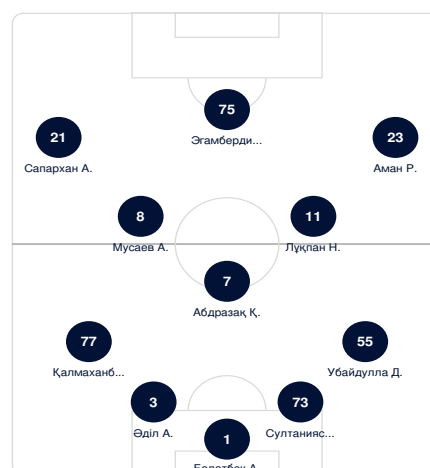 75
Эгамберди...
21
Сапархан А.
23
Аман Р.
8
Мусаев А.
11
Лұқпан Н.
7
Абдразақ Қ.
77
Қалмаханб...
55
Убайдулла Д.
3
Әділ А.
73
Султанияс...
1